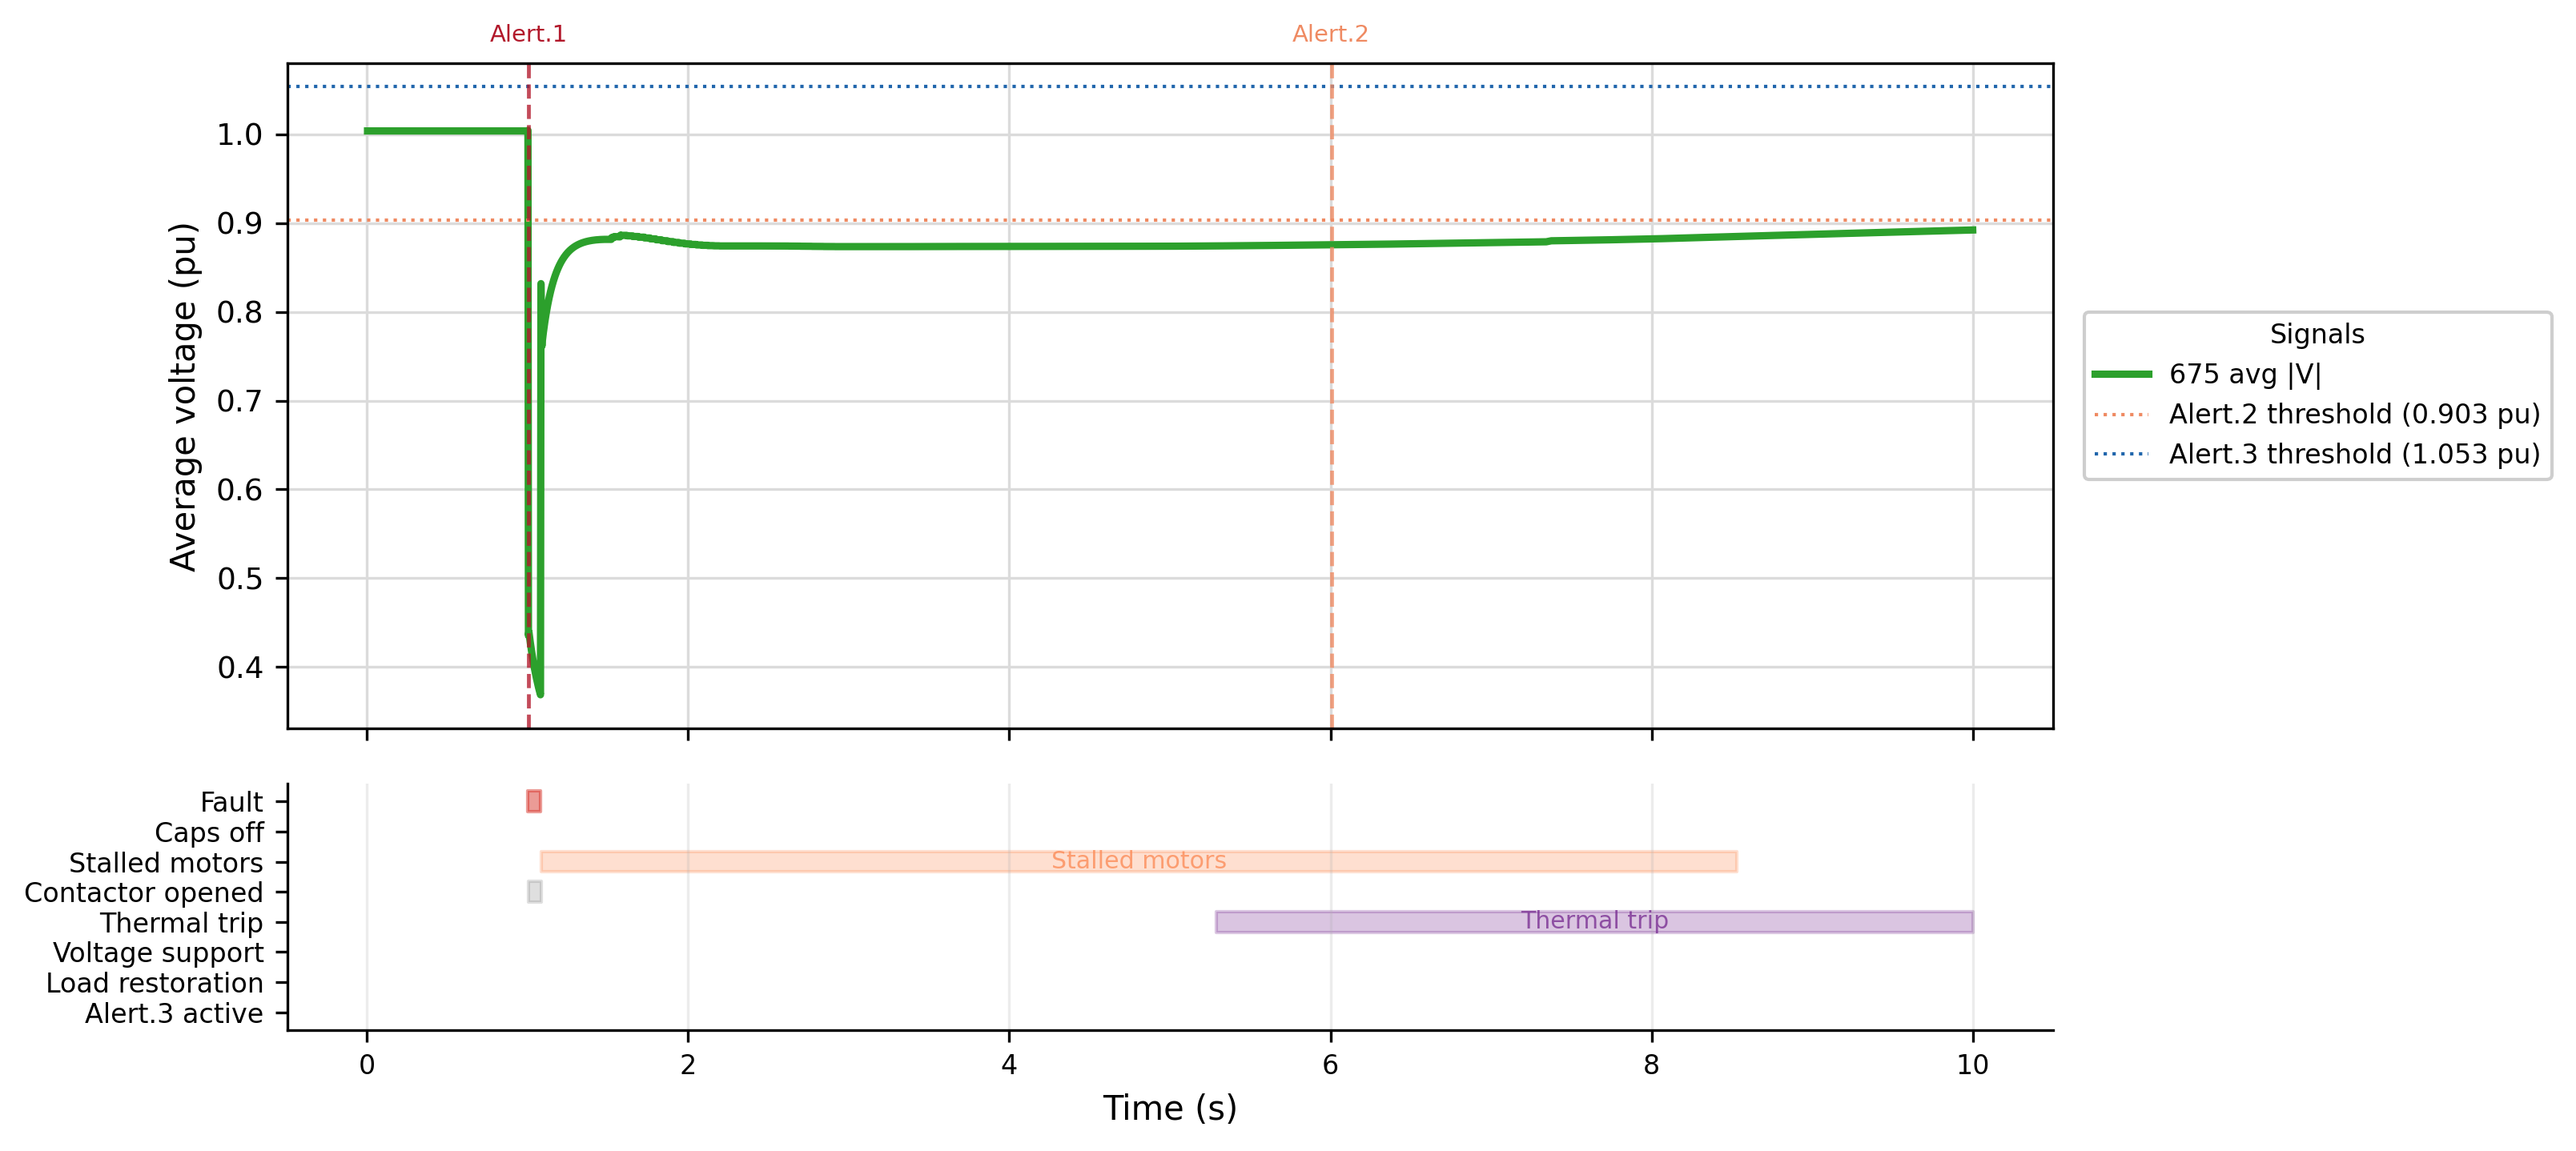 Alert.1
Alert.2
1.0
0.9
0.8
0.7
0.6
0.5
0.4
Average voltage (pu)
Signals
675 avg |V|
Alert.2 threshold (0.903 pu)
Alert.3 threshold (1.053 pu)
Fault
Caps off
Stalled motors
Stalled motors
Contactor opened
Thermal trip
Thermal trip
Voltage support
Load restoration
Alert.3 active
0 2 4 6 8 10
Time (s)